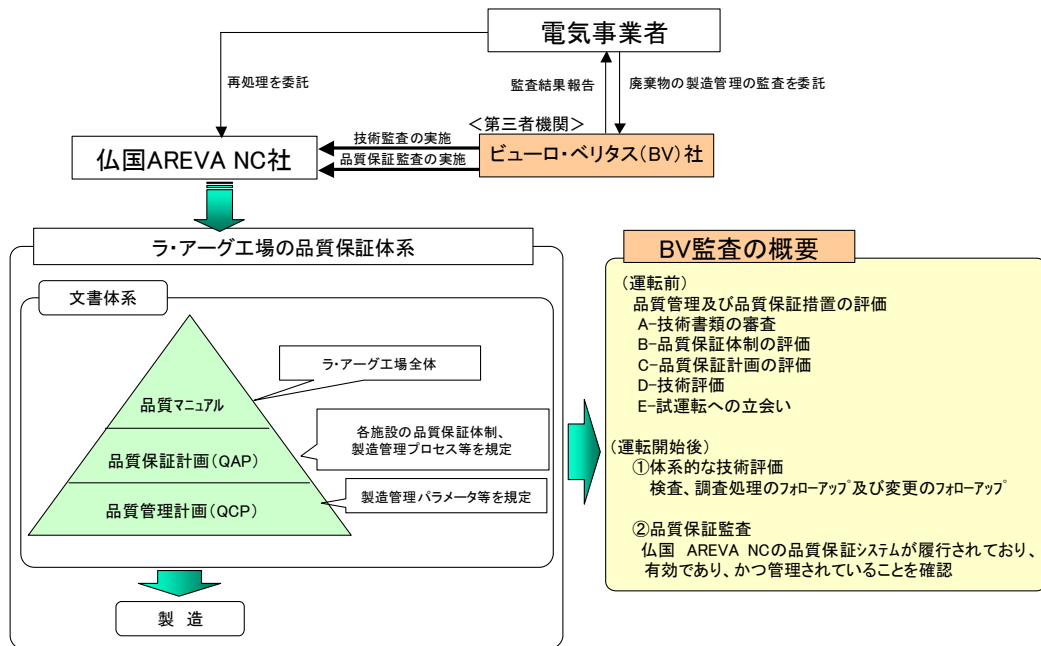 電気事業者
再処理を委託
監査結果報告
廃棄物の製造管理の監査を委託
＜第三者機関＞
技術監査の実施
仏国AREVA NC社
品質保証監査の実施
ビューロ・ベリタス（BV）社
ラ・アーグ工場の品質保証体系
文書体系
ラ・アーグ工場全体
品質マニュアル
各施設の品質保証体制、
製造管理プロセス等を規定
品質保証計画（QAP）
製造管理パラメータ等を規定
品質管理計画（QCP）
製 造
BV監査の概要
（運転前）
品質管理及び品質保証措置の評価
A-技術書類の審査
B-品質保証体制の評価
C-品質保証計画の評価
D-技術評価
E-試運転への立会い
（運転開始後）
①体系的な技術評価
検査、調査処理のﾌｫﾛｰｱｯﾌﾟ及び変更のﾌｫﾛｰｱｯﾌﾟ
②品質保証監査
仏国 AREVA NCの品質保証ｼｽﾃﾑが履行されており、
有効であり、かつ管理されていることを確認